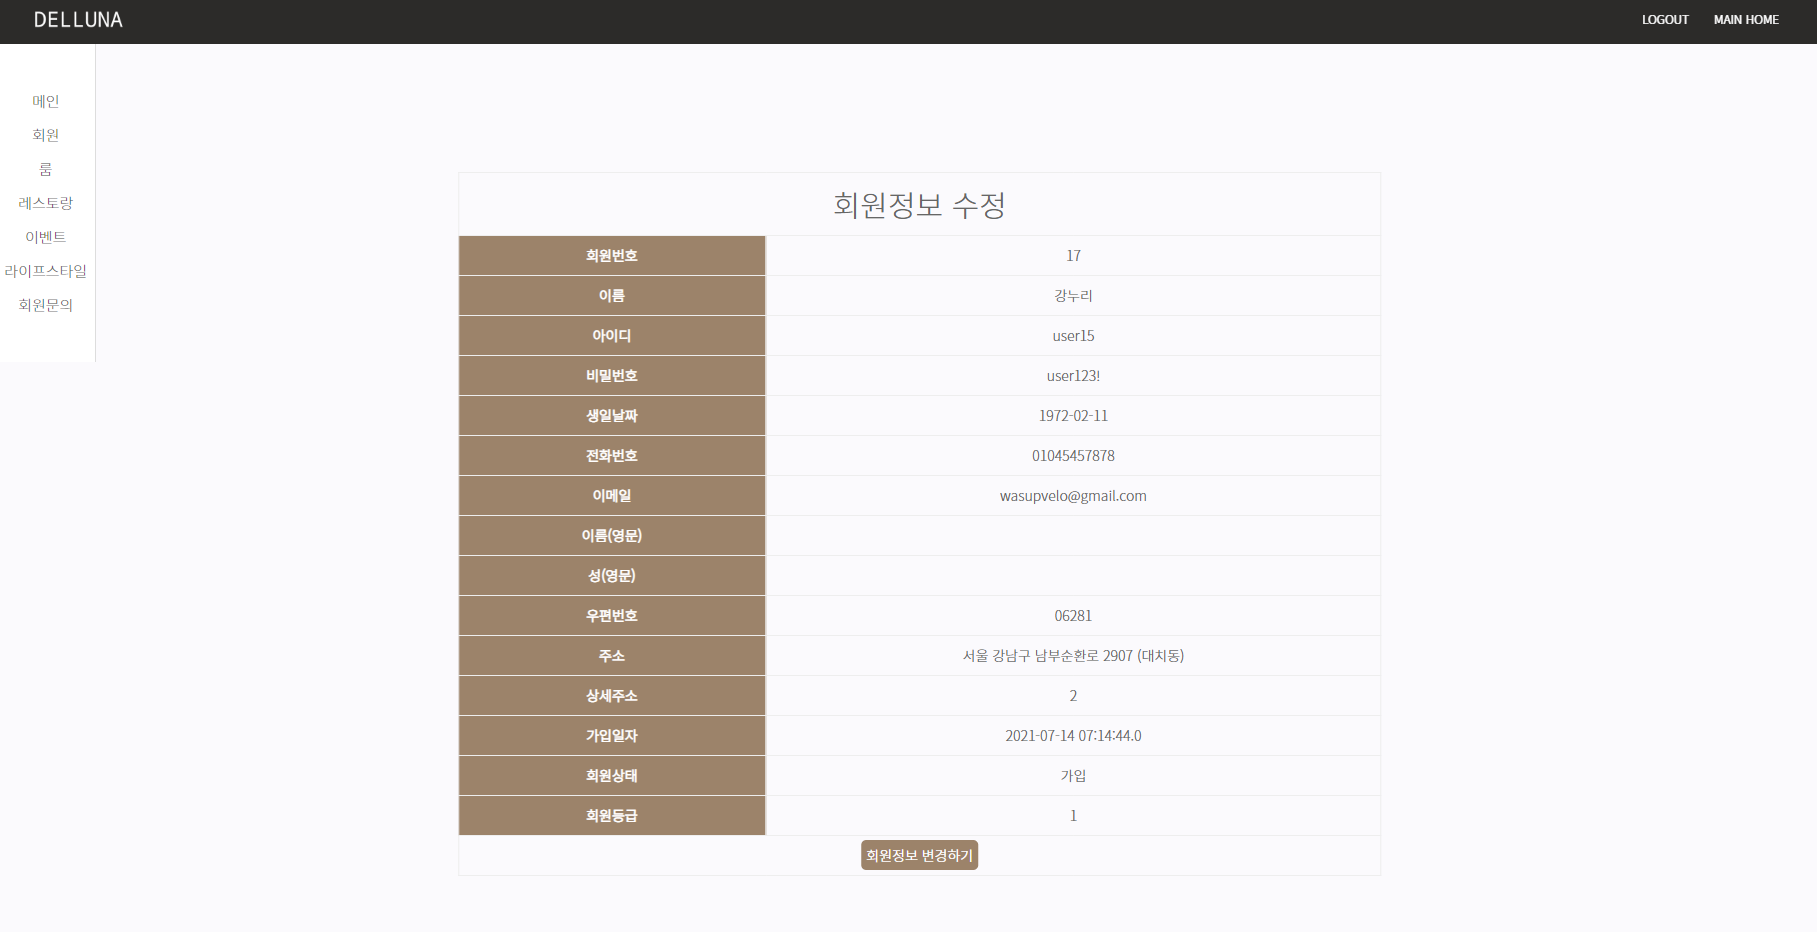 DELLUNA
LOGOUT MAIN HOME
메인
회원
룸
레스토랑
이벤트
라이프스타일
회원문의
회원정보 수정
회원번호 17
이름 강누리
아이디 user15
비밀번호 user123!
생일날짜 1972-02-11
전화번호 01045457878
이메일 wasupvelo@gmail.com
이름(영문)
성(영문)
우편번호 06281
주소 서울 강남구 남부순환로 2907 (대치동)
상세주소 2
가입일자 2021-07-14 07:14:44.0
회원상태 가입
회원등급 1
회원정보 변경하기